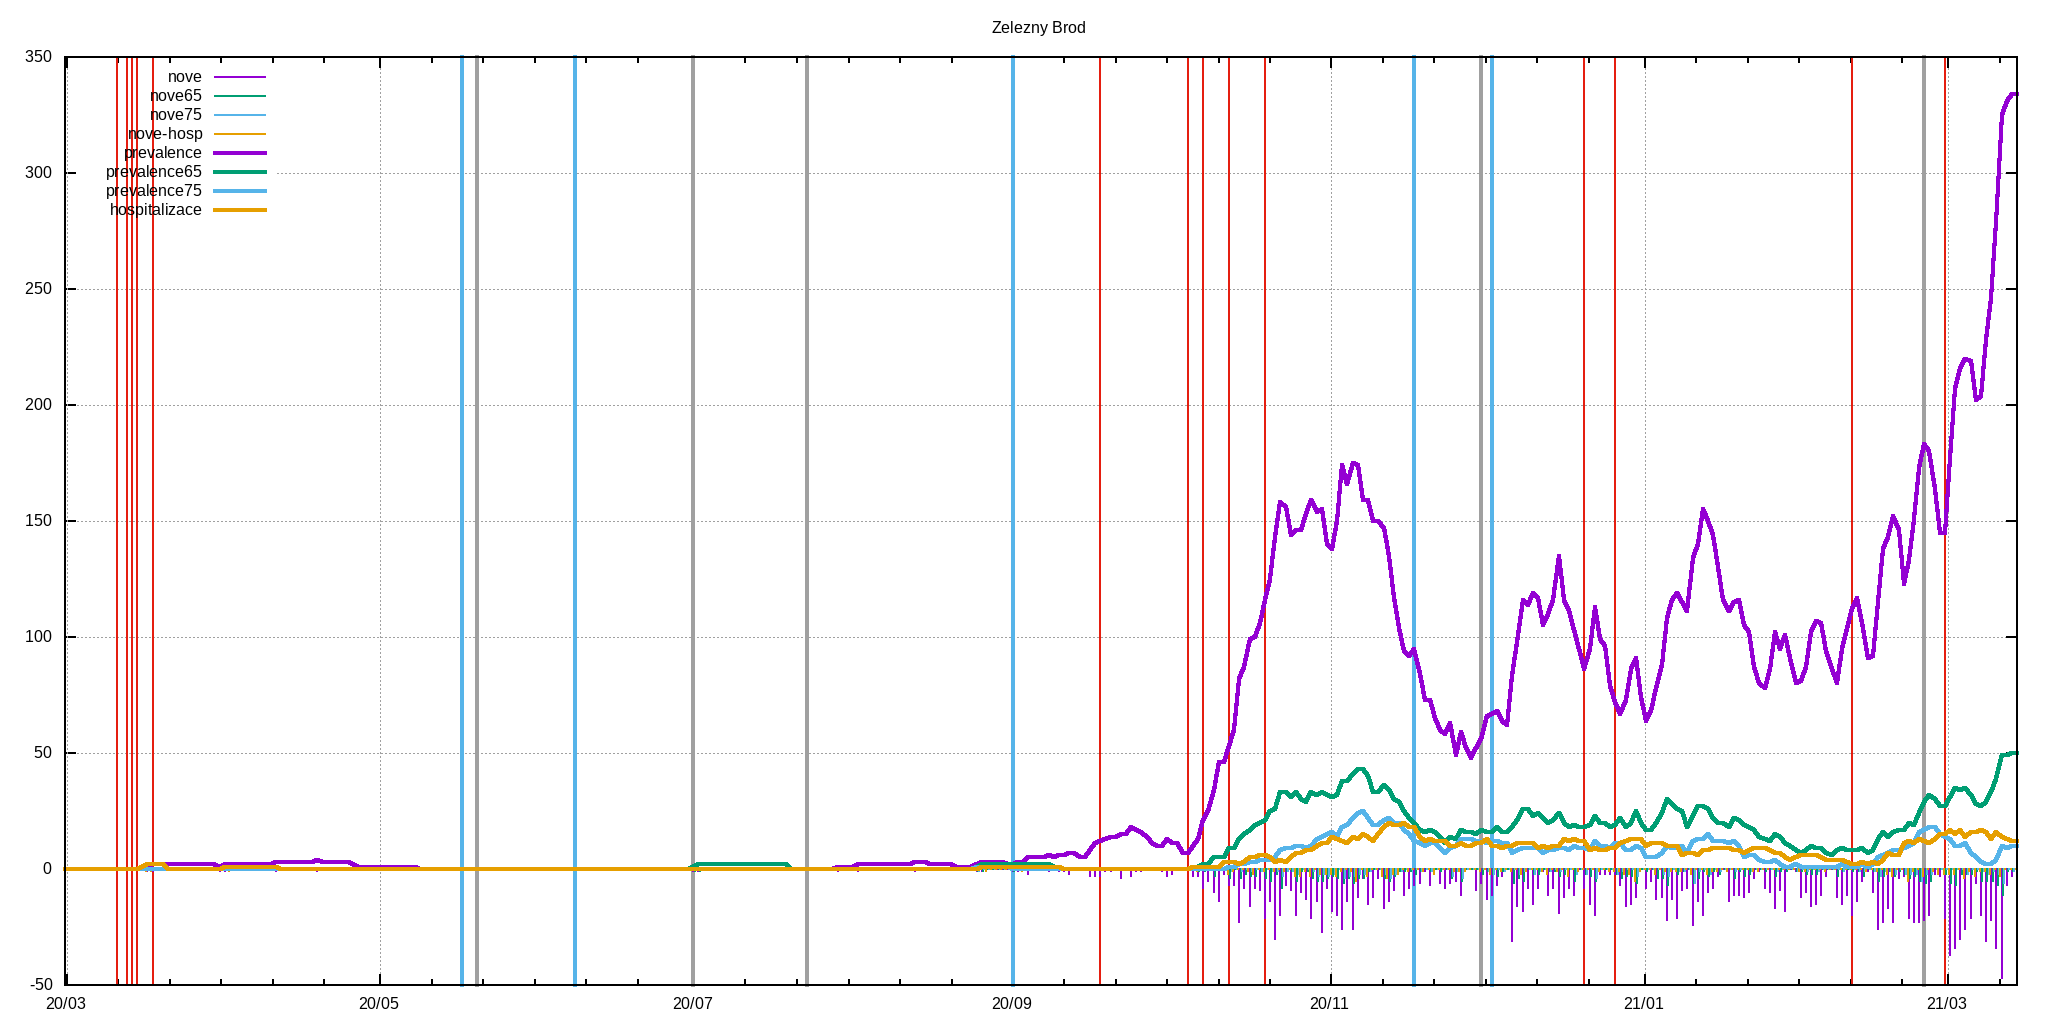 Zelezny Brod
350
300
250
200
150
100
50
0
-50
nove
nove65
nove75
nove-hosp
prevalence
prevalence65
prevalence75
hospitalizace
20/03 20/05 20/07 20/09 20/11 21/01 21/03